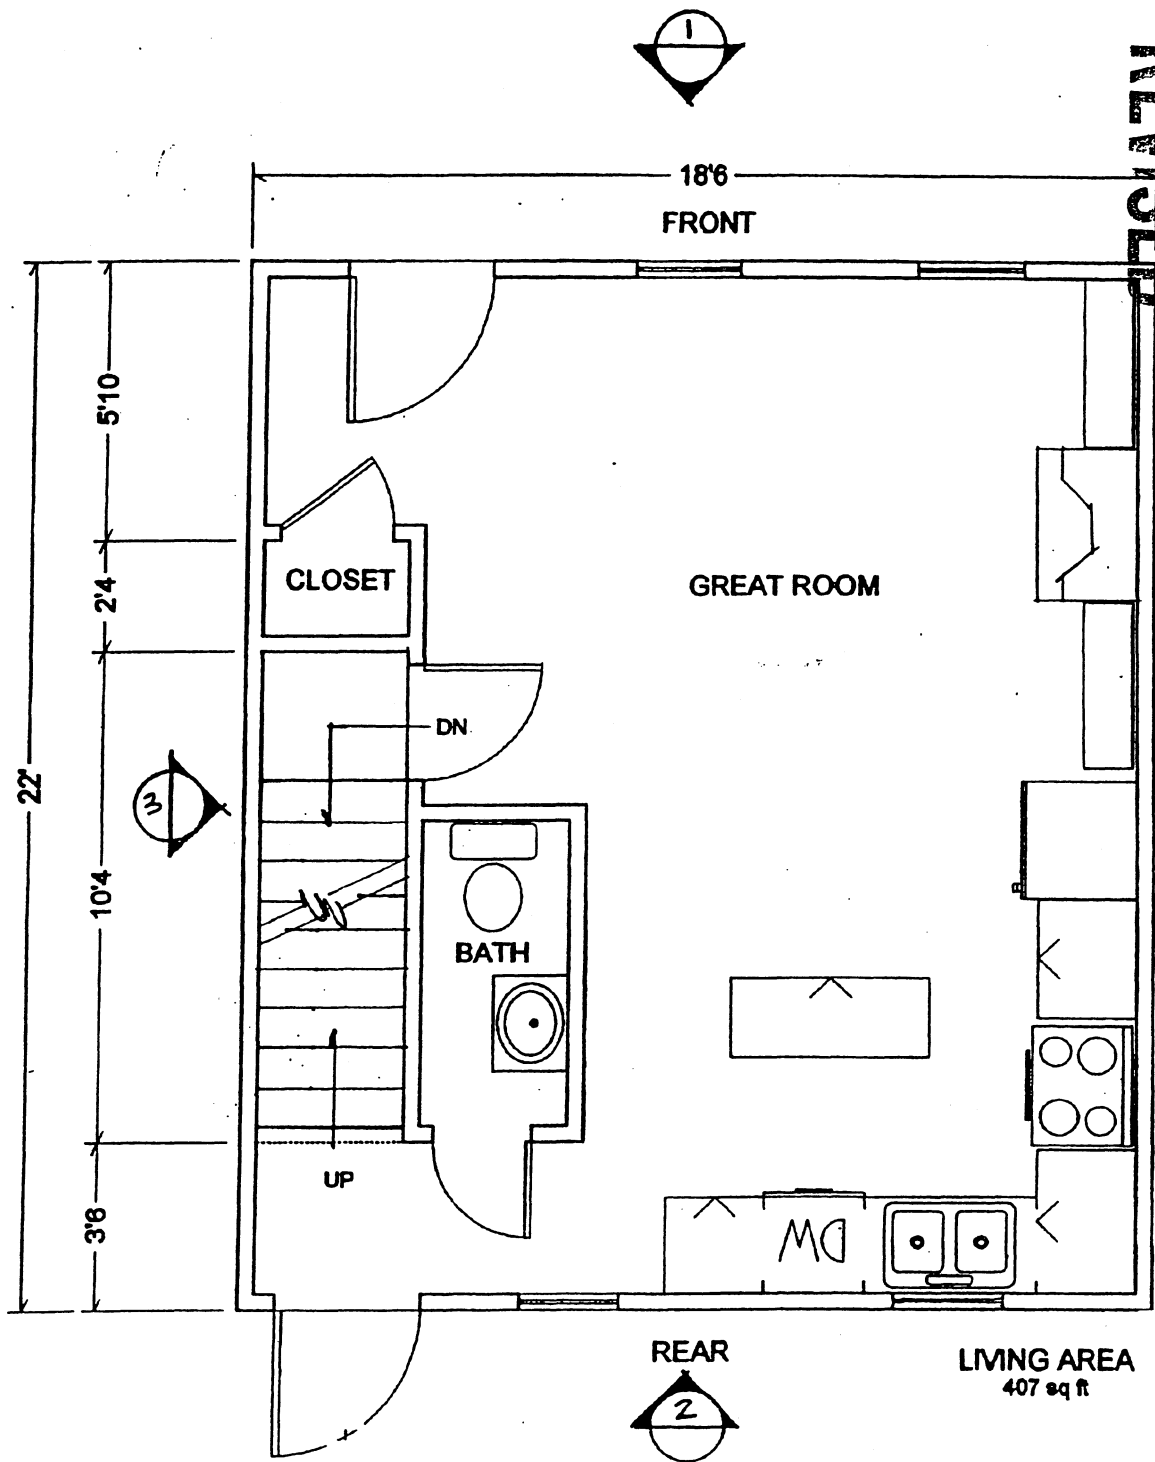 1
REVISED
18'6
FRONT
5'10
2'4
CLOSET
GREAT ROOM
DN
22'
3
10'4
BATH
UP
3'6
DW
REAR
LIVING AREA
407 sq ft
2